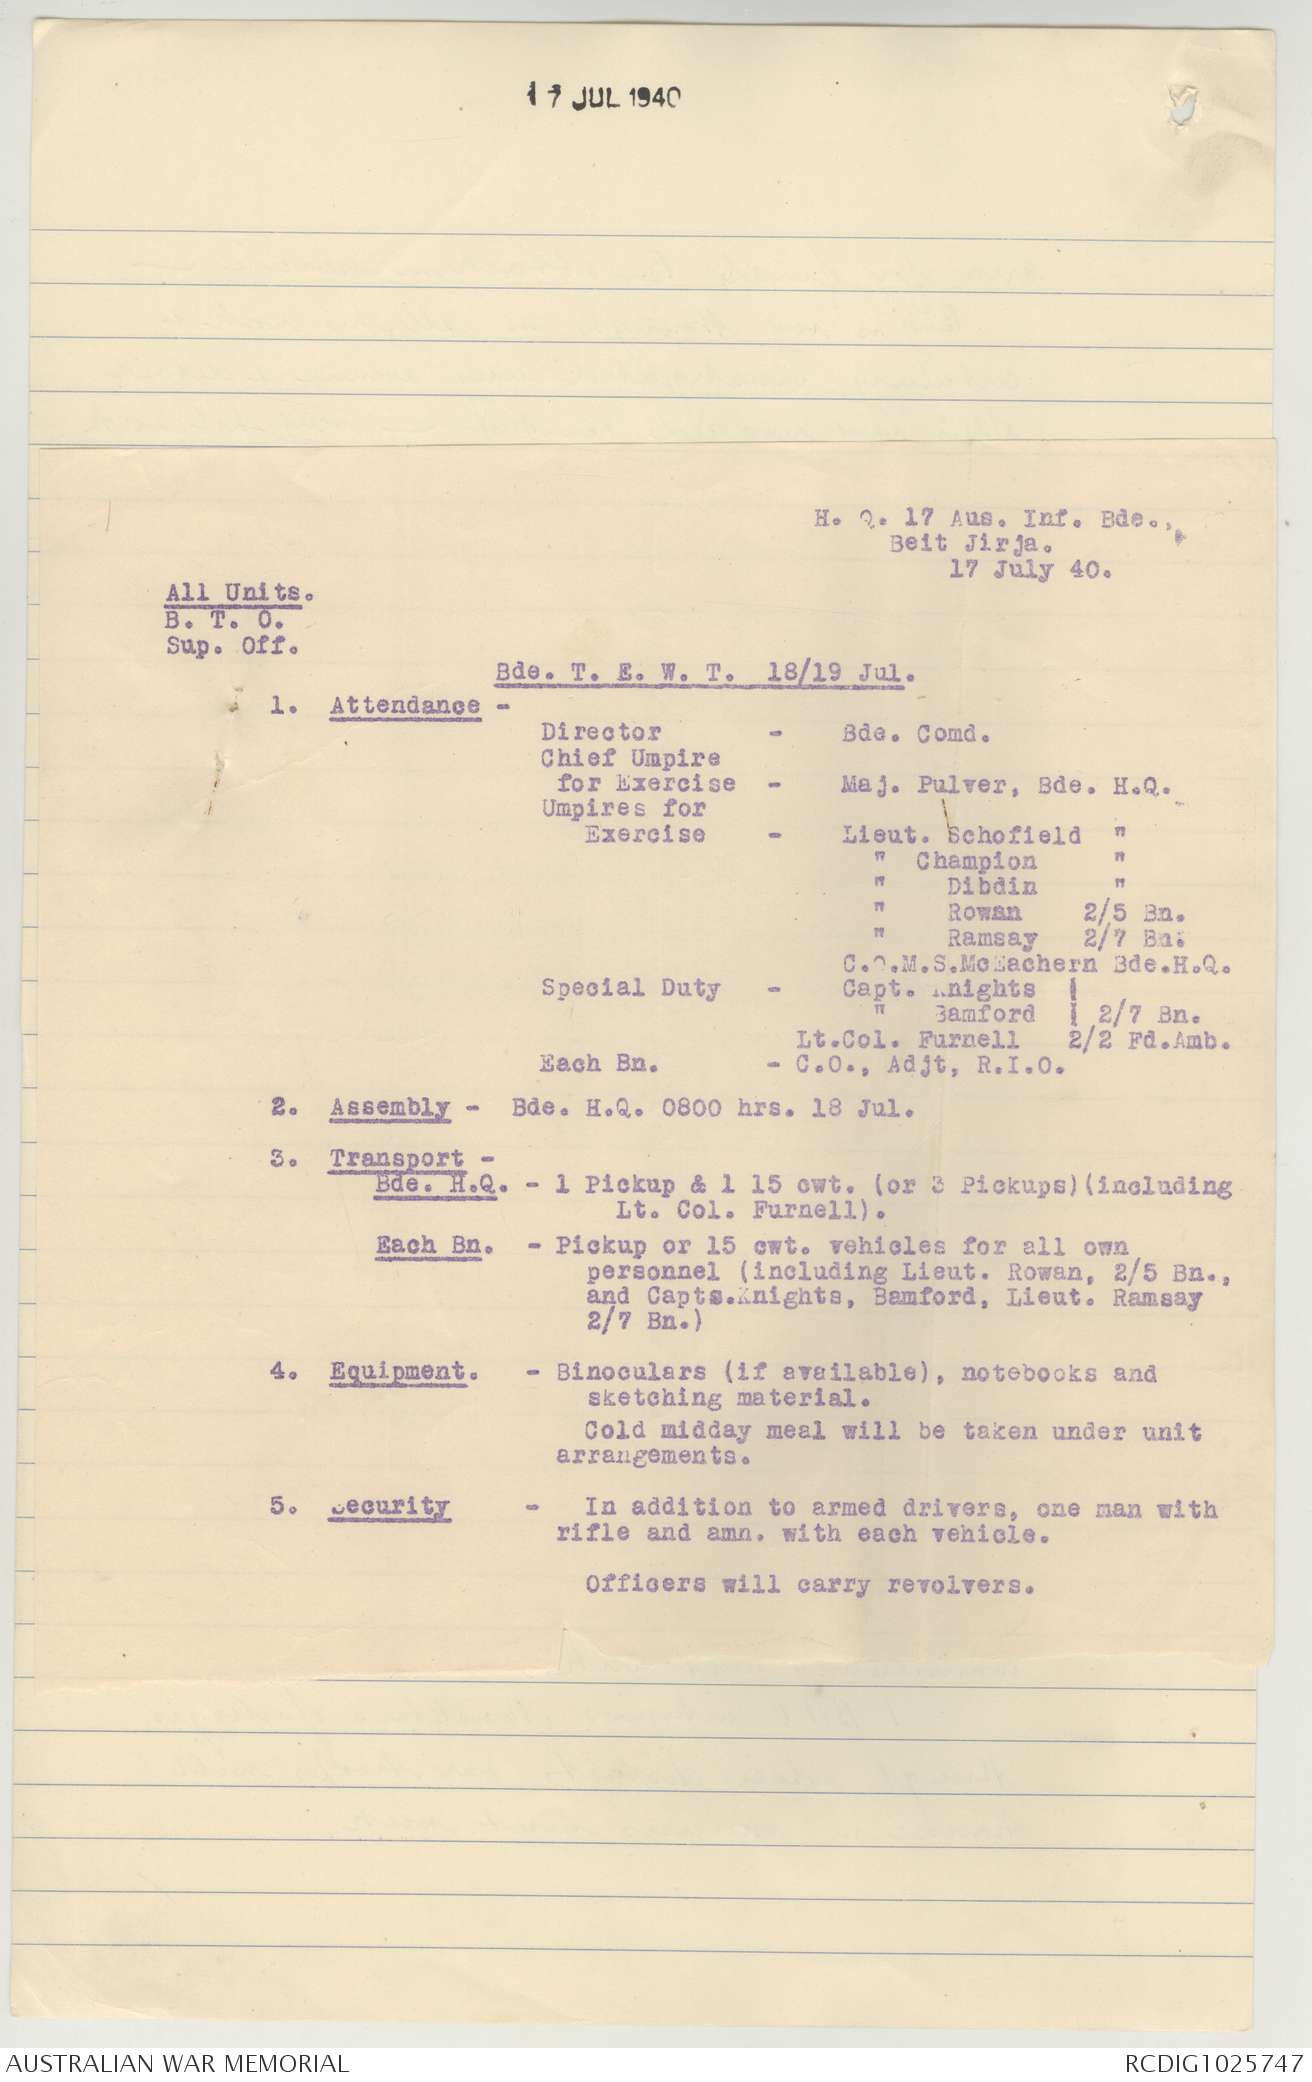 17 JUL 1940
H. Q. 17 Aus. Inf. Bde.,
Beit Jirja.
17 July 40.
All Units.
B. T. O.
Sup. Off.
Bde. T. E. W. T. 18/19 Jul.
1. Attendance -
Director - Bde. Comd.
Chief Umpire
for Exercise - Maj. Pulver, Bde. H.Q.
Umpires for
Exercise - Lieut. Schofield "
" Champion "
" Dibdin "
" Rowan 2/5 Bn.
" Ramsay 2/7 Bn.
C.Q.M.S.McEachern Bde.H.Q.
Special Duty - Capt. Knights |
" Bamford | 2/7 Bn.
Lt.Col. Furnell 2/2 Fd.Amb.
Each Bn. - C.O., Adjt, R.I.O.
2. Assembly - Bde. H.Q. 0800 hrs. 18 Jul.
3. Transport -
Bde. H.Q. - 1 Pickup & 1 15 cwt. (or 3 Pickups)(including
Lt. Col. Furnell).
Each Bn. - Pickup or 15 cwt. vehicles for all own
personnel (including Lieut. Rowan, 2/5 Bn.,
and Capts.Knights, Bamford, Lieut. Ramsay
2/7 Bn.)
4. Equipment. - Binoculars (if available), notebooks and
sketching material.
Cold midday meal will be taken under unit
arrangements.
5. Security - In addition to armed drivers, one man with
rifle and amn. with each vehicle.
Officers will carry revolvers.
AUSTRALIAN WAR MEMORIAL
RCDIG1025747